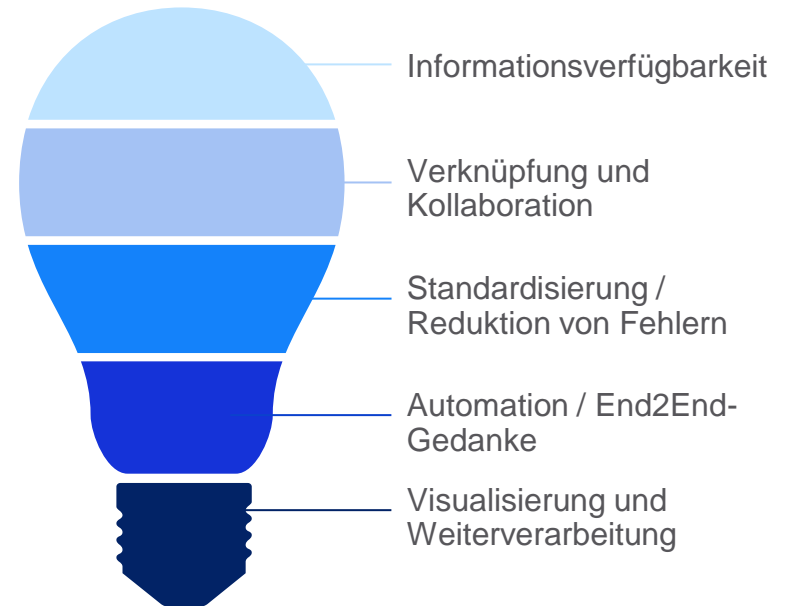 Informationsverfügbarkeit
Verknüpfung und
Kollaboration
Standardisierung /
Reduktion von Fehlern
Automation / End2End-
Gedanke
Visualisierung und
Weiterverarbeitung